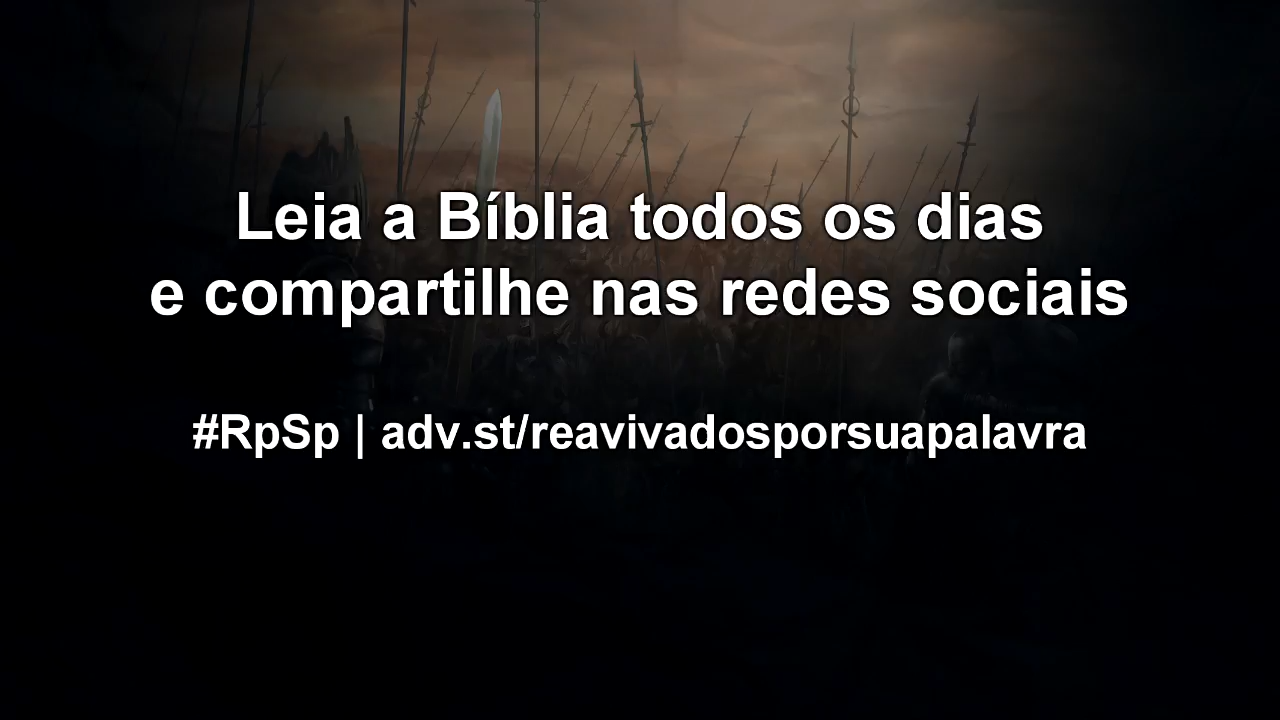 Leia a Bíblia todos os dias
e compartilhe nas redes sociais
#RpSp | adv.st/reavivadosporsuapalavra